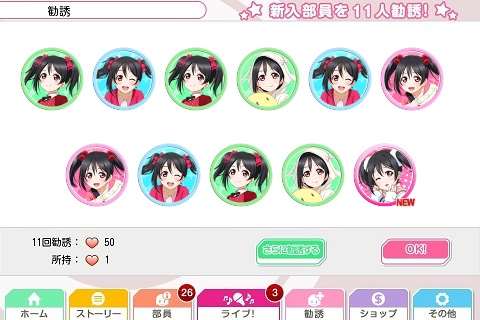 勧誘
新入部員を11人勧誘!
NEW
11回勧誘： 50
所持： 1
さらに勧誘する
OK!
26
3
ホーム
ストーリー
部員
ライブ!
勧誘
ショップ
その他